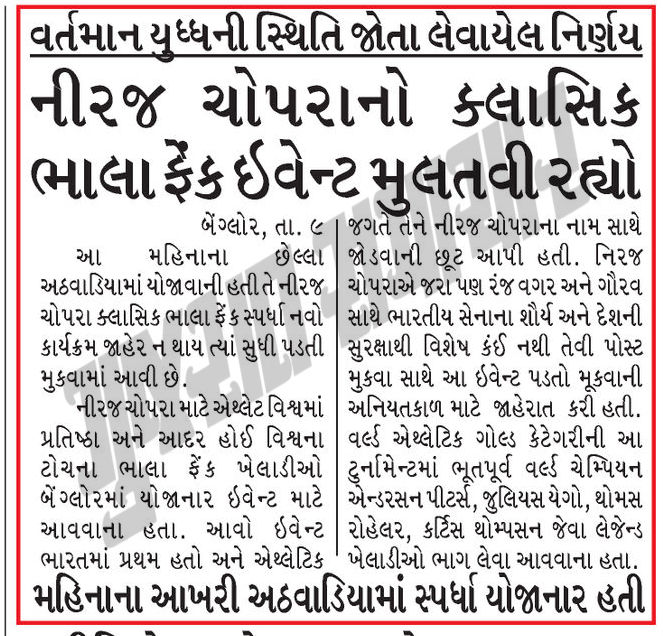 વર્તમાન યુધ્ધની સ્થિતિ જોતા લેવાયેલ નિર્ણય
નીરજ ચોપરાનો ક્લાસિક
ભાલા ફેંક ઇવેન્ટ મુલતવી રહ્યો
બેંગ્લોર, તા. ૯
આ મહિનાના છેલ્લા
અઠવાડિયામાં યોજાવાની હતી તે નીરજ
ચોપરા ક્લાસિક ભાલા ફેંક સ્પર્ધા નવો
કાર્યક્રમ જાહેર ન થાય ત્યાં સુધી પડતી
મુકવામાં આવી છે.
નીરજ ચોપરા માટે એથ્લેટ વિશ્વમાં
પ્રતિષ્ઠા અને આદર હોઈ વિશ્વના
ટોચના ભાલા ફેંક ખેલાડીઓ
બેંગ્લોરમાં યોજાનાર ઇવેન્ટ માટે
આવવાના હતા. આવો ઇવેન્ટ
ભારતમાં પ્રથમ હતો અને એથ્લેટિક
જગતે તેને નીરજ ચોપરાના નામ સાથે
જોડવાની છૂટ આપી હતી. નિરજ
ચોપરાએ જરા પણ રંજ વગર અને ગૌરવ
સાથે ભારતીય સેનાના શૌર્ય અને દેશની
સુરક્ષાથી વિશેષ કંઈ નથી તેવી પોસ્ટ
મુકવા સાથે આ ઇવેન્ટ પડતો મૂકવાની
અનિયતકાળ માટે જાહેરાત કરી હતી.
વર્લ્ડ એથ્લેટિક ગોલ્ડ કેટેગરીની આ
ટુર્નામેન્ટમાં ભૂતપૂર્વ વર્લ્ડ ચેમ્પિયન
એન્ડરસન પીટર્સ, જુલિયસ યેગો, થોમસ
રોહેલર, કર્ટિસ થોમ્પસન જેવા લેજેન્ડ
ખેલાડીઓ ભાગ લેવા આવવાના હતા.
મહિનાના આખરી અઠવાડિયામાં સ્પર્ધા યોજાનાર હતી